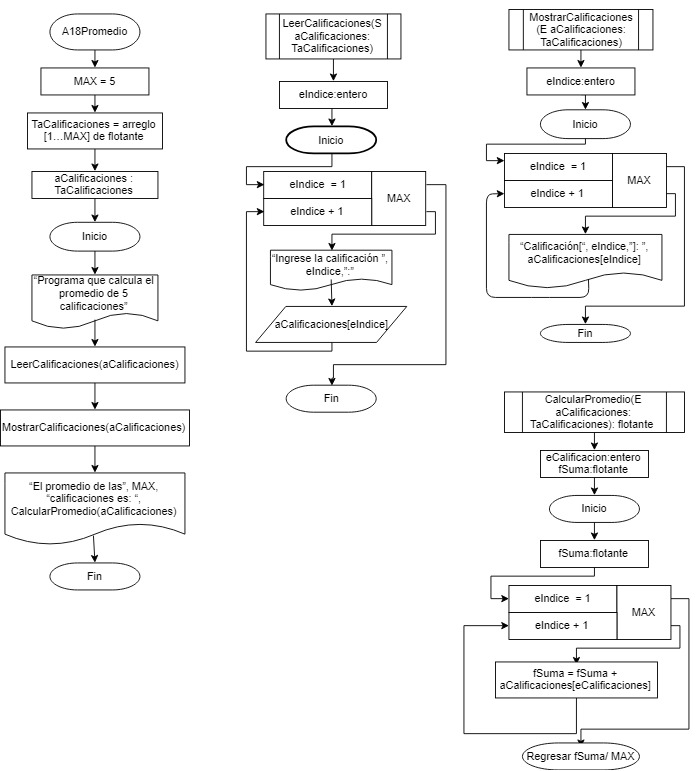 A18Promedio
MAX = 5
TaCalificaciones = arreglo
[1...MAX] de flotante
aCalificaciones :
TaCalificaciones
Inicio
“Programa que calcula el
promedio de 5
calificaciones”
LeerCalificaciones(aCalificaciones)
MostrarCalificaciones(aCalificaciones)
“El promedio de las”, MAX,
“calificaciones es: “,
CalcularPromedio(aCalificaciones)
Fin
LeerCalificaciones(S
aCalificaciones:
TaCalificaciones)
eIndice:entero
Inicio
eIndice = 1
eIndice + 1
MAX
“Ingrese la calificación ”,
eIndice,”:”
aCalificaciones[eIndice]
Fin
MostrarCalificaciones
(E aCalificaciones:
TaCalificaciones)
eIndice:entero
Inicio
eIndice = 1
eIndice + 1
MAX
“Calificación[“, eIndice,”]: ”,
aCalificaciones[eIndice]
Fin
CalcularPromedio(E
aCalificaciones:
TaCalificaciones): flotante
eCalificacion:entero
fSuma:flotante
Inicio
fSuma:flotante
eIndice = 1
eIndice + 1
MAX
fSuma = fSuma +
aCalificaciones[eCalificaciones]
Regresar fSuma/ MAX